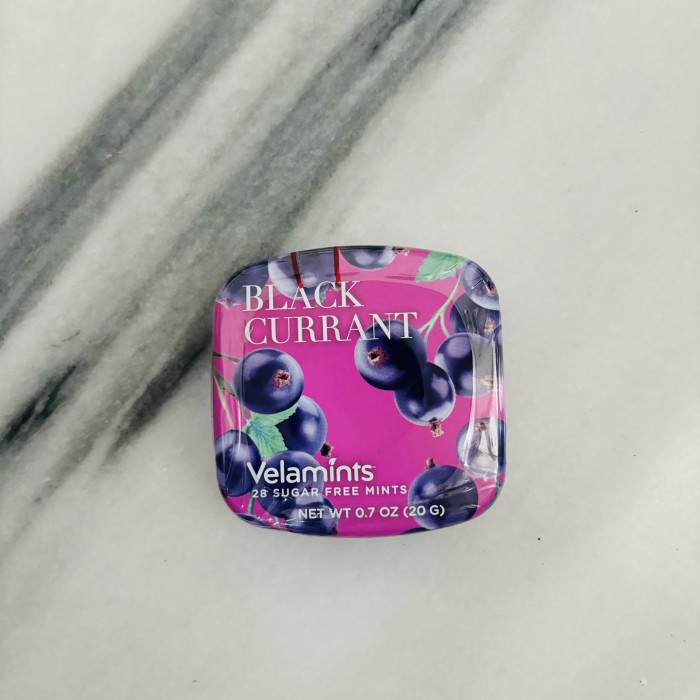 BLACK
CURRANT
Velamints
28 SUGAR FREE MINTS
NET WT 0.7 OZ (20 G)